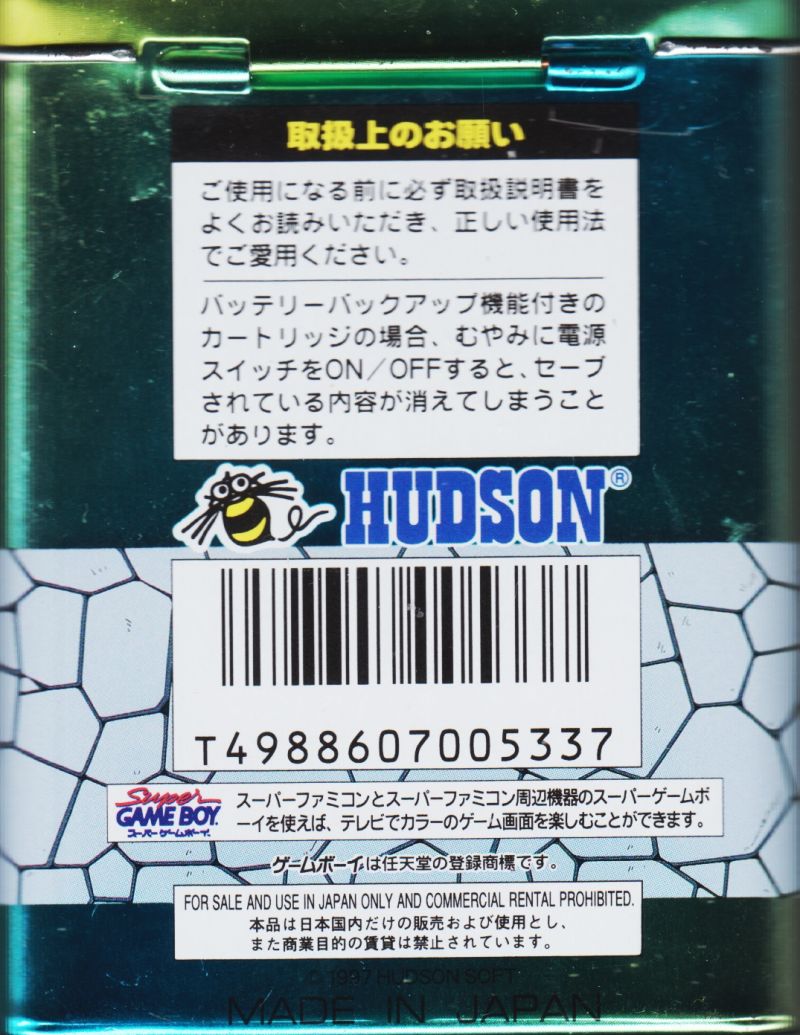 取扱上のお願い
ご使用になる前に必ず取扱説明書を
よくお読みいただき、正しい使用法
でご愛用ください。
バッテリーバックアップ機能付きの
カートリッジの場合、むやみに電源
スイッチをON／OFFすると、セーブ
されている内容が消えてしまうこと
があります。
HUDSON®
T4988607005337
Super
GAME BOY
スーパーゲームボーイ
スーパーファミコンとスーパーファミコン周辺機器のスーパーゲームボ
ーイを使えば、テレビでカラーのゲーム画面を楽しむことができます。
ゲームボーイは任天堂の登録商標です。
FOR SALE AND USE IN JAPAN ONLY AND COMMERCIAL RENTAL PROHIBITED.
本品は日本国内だけの販売および使用とし、
また商業目的の賃貸は禁止されています。
© 1997 HUDSON SOFT
MADE IN JAPAN